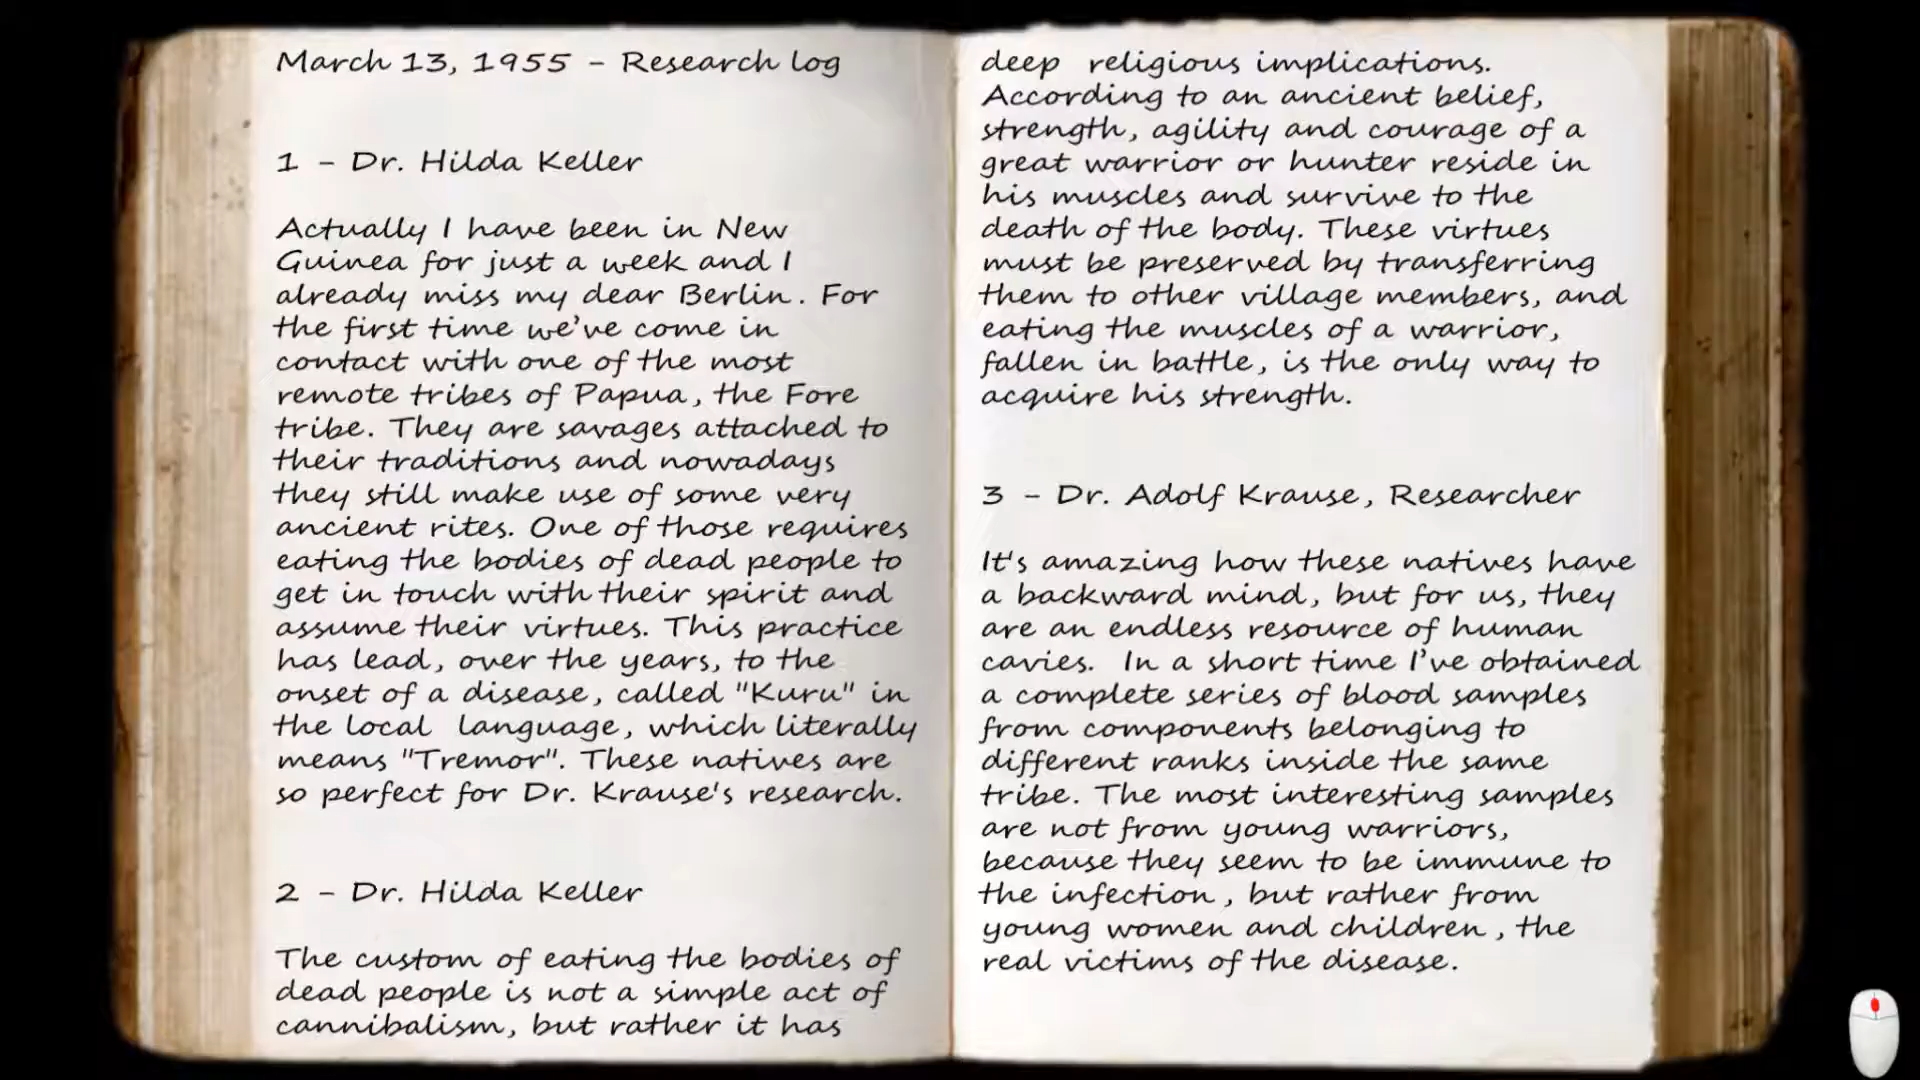 March 13, 1955 - Research log
1 - Dr. Hilda Keller
Actually I have been in New
Guinea for just a week and I
already miss my dear Berlin. For
the first time we've come in
contact with one of the most
remote tribes of Papua, the Fore
tribe. They are savages attached to
their traditions and nowadays
they still make use of some very
ancient rites. One of those requires
eating the bodies of dead people to
get in touch with their spirit and
assume their virtues. This practice
has lead, over the years, to the
onset of a disease, called "Kuru" in
the local language, which literally
means "Tremor". These natives are
so perfect for Dr. Krause's research.
2 - Dr. Hilda Keller
The custom of eating the bodies of
dead people is not a simple act of
cannibalism, but rather it has
deep religious implications.
According to an ancient belief,
strength, agility and courage of a
great warrior or hunter reside in
his muscles and survive to the
death of the body. These virtues
must be preserved by transferring
them to other village members, and
eating the muscles of a warrior,
fallen in battle, is the only way to
acquire his strength.
3 - Dr. Adolf Krause, Researcher
It's amazing how these natives have
a backward mind, but for us, they
are an endless resource of human
cavies. In a short time I've obtained
a complete series of blood samples
from components belonging to
different ranks inside the same
tribe. The most interesting samples
are not from young warriors,
because they seem to be immune to
the infection, but rather from
young women and children, the
real victims of the disease.